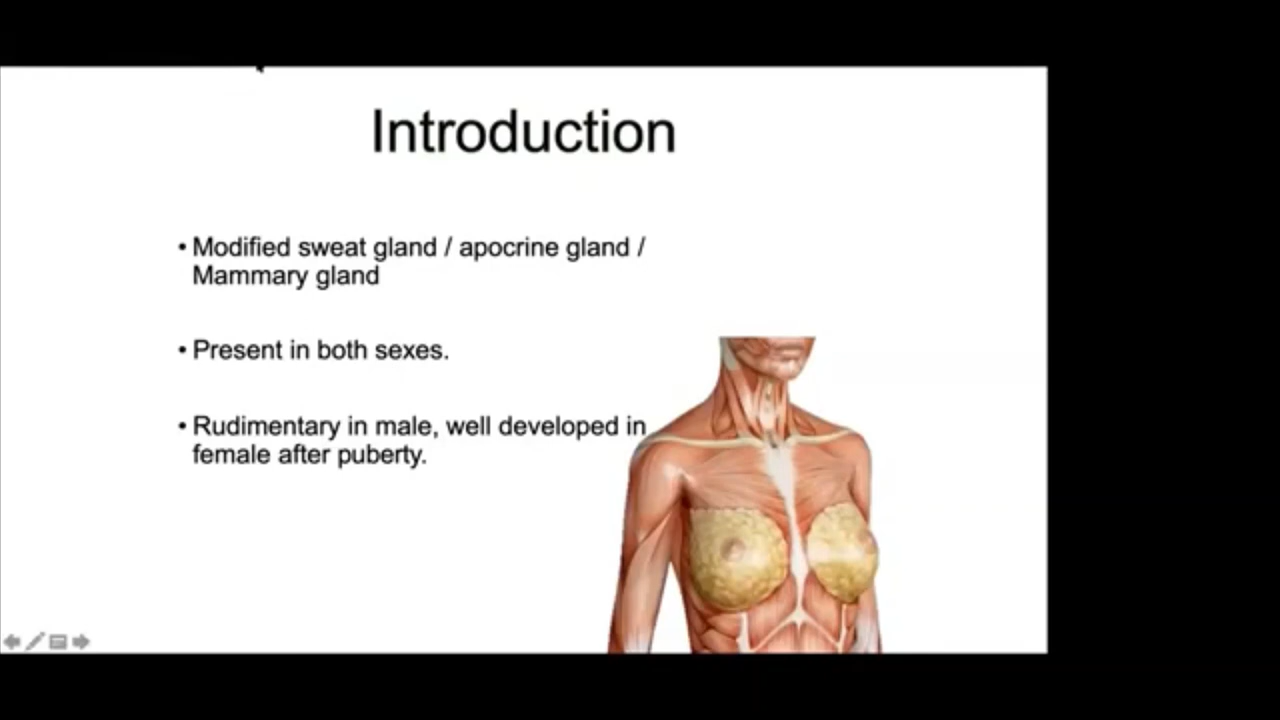 Introduction
• Modified sweat gland / apocrine gland /
Mammary gland
• Present in both sexes.
• Rudimentary in male, well developed in
female after puberty.